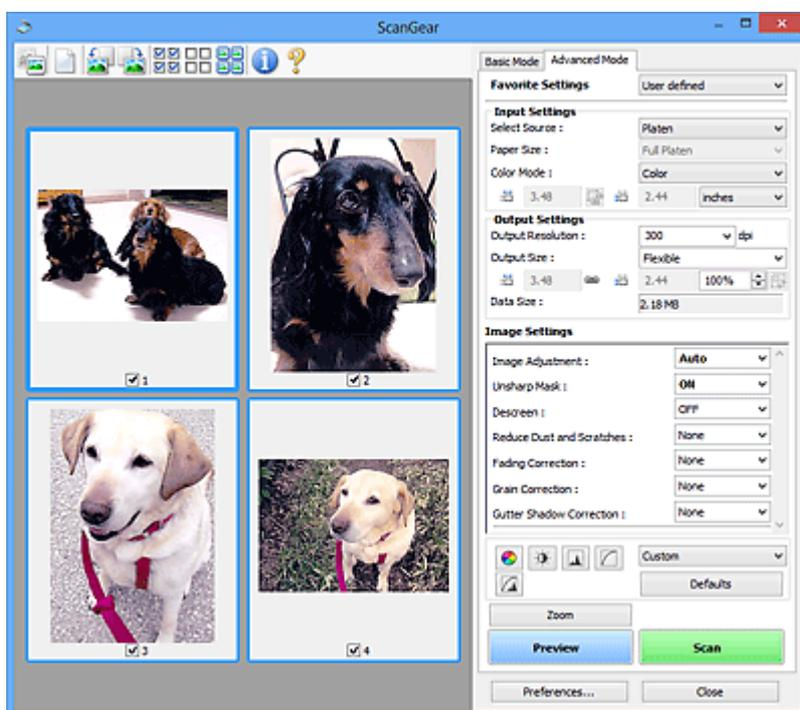 ScanGear
Basic Mode Advanced Mode
Favorite Settings User defined
Input Settings
Select Source : Platen
Paper Size : Full Platen
Color Mode : Color
3.48 2.44 inches
Output Settings
Output Resolution : 300 dpi
Output Size : Flexible
3.48 2.44 100%
Data Size : 2.18 MB
Image Settings
Image Adjustment : Auto
Unsharp Mask : ON
Descreen : OFF
Reduce Dust and Scratches : None
Fading Correction : None
Grain Correction : None
Gutter Shadow Correction : None
Custom
Defaults
Zoom
Preview Scan
Preferences... Close
1
2
3
4